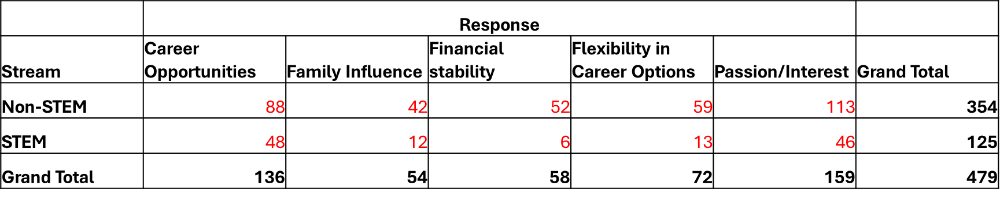 Response
Stream Career Opportunities Family Influence Financial stability Flexibility in Career Options Passion/Interest Grand Total
Non-STEM 88 42 52 59 113 354
STEM 48 12 6 13 46 125
Grand Total 136 54 58 72 159 479